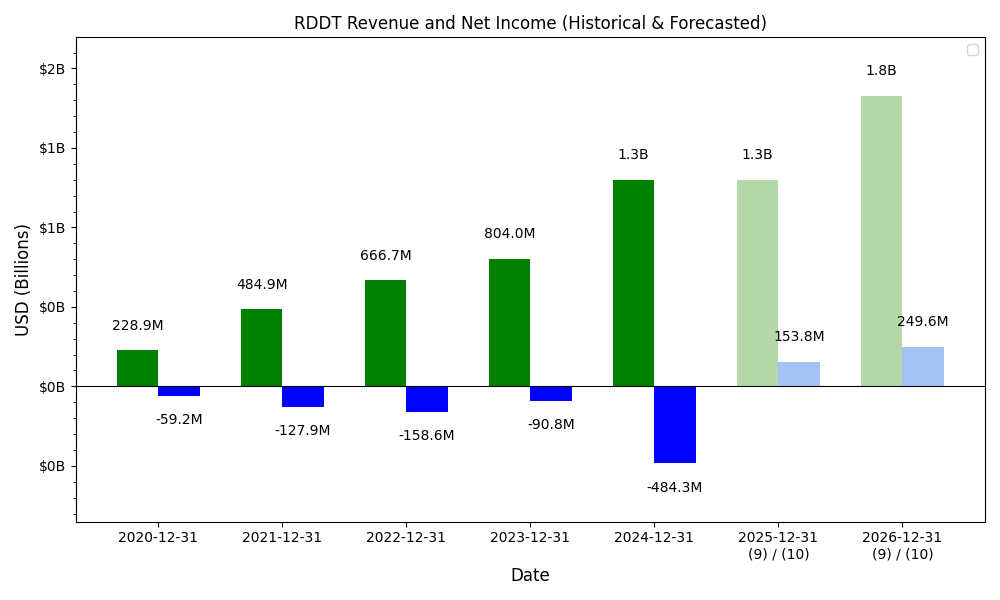 RDDT Revenue and Net Income (Historical & Forecasted)
USD (Billions)
$2B
$1B
$1B
$0B
$0B
$0B
228.9M
484.9M
666.7M
804.0M
1.3B
1.3B
1.8B
-59.2M
-127.9M
-158.6M
-90.8M
-484.3M
153.8M
249.6M
2020-12-31
2021-12-31
2022-12-31
2023-12-31
2024-12-31
2025-12-31
(9) / (10)
2026-12-31
(9) / (10)
Date